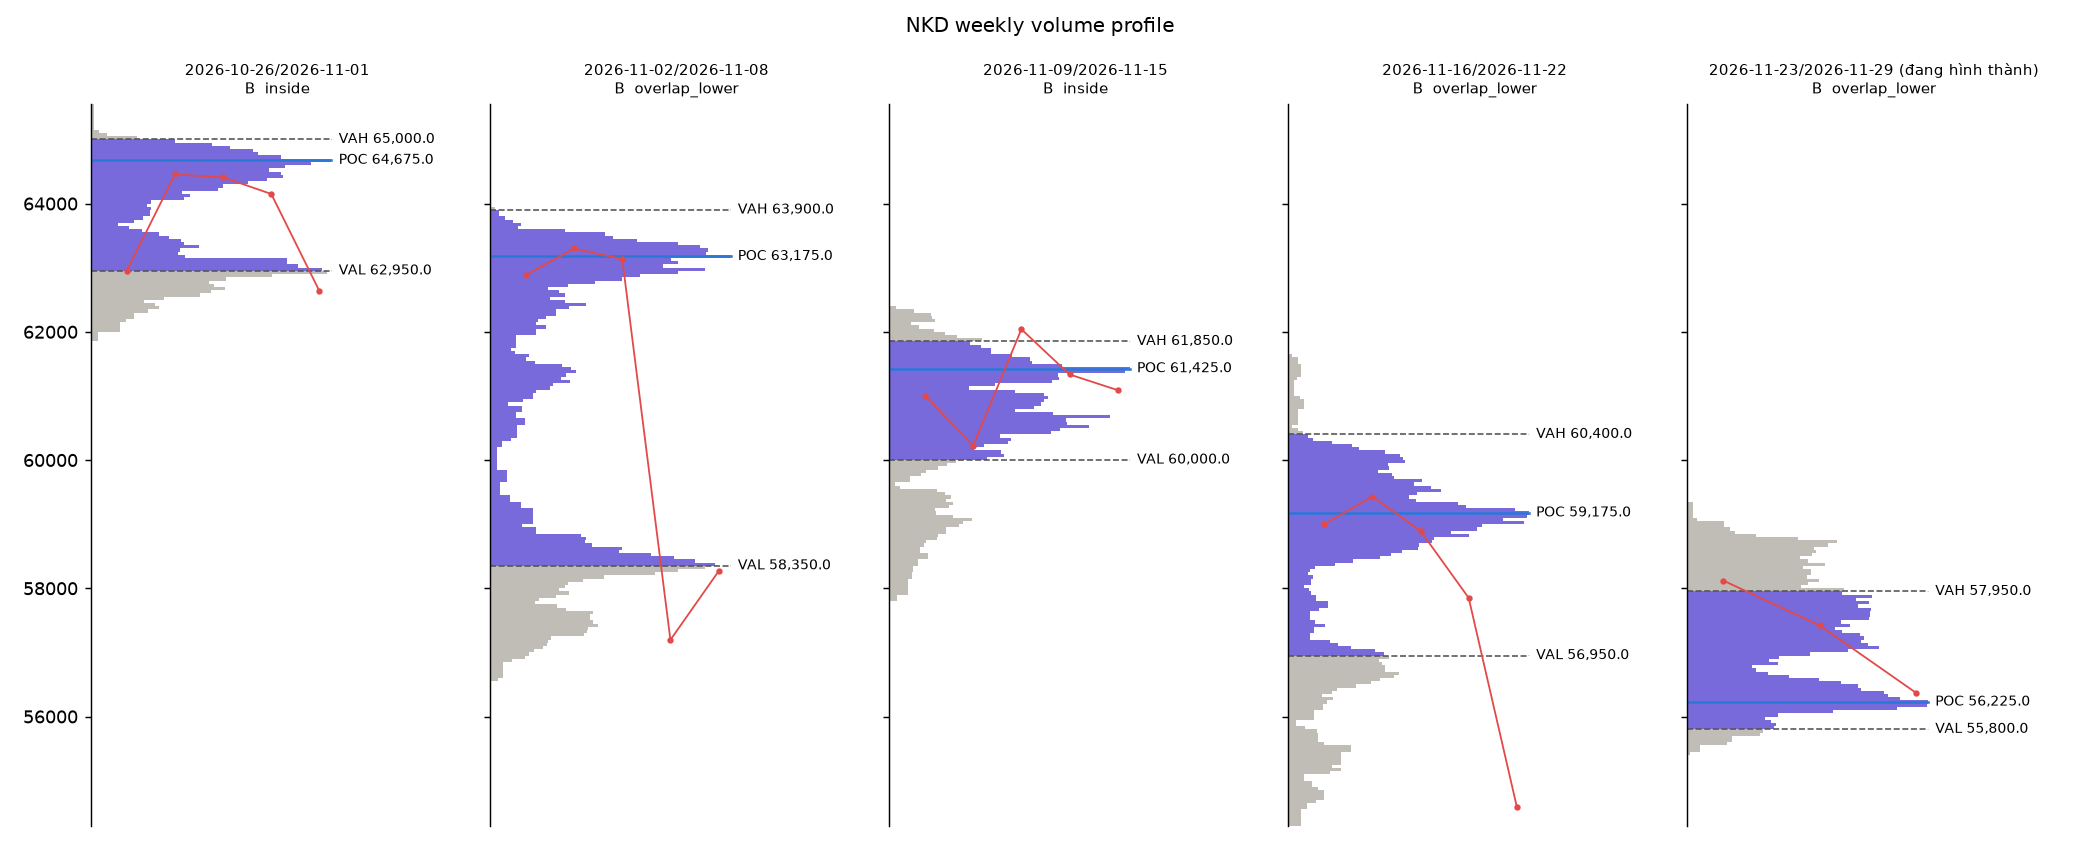 NKD weekly volume profile
2026-10-26/2026-11-01
B  inside
2026-11-02/2026-11-08
B  overlap_lower
2026-11-09/2026-11-15
B  inside
2026-11-16/2026-11-22
B  overlap_lower
2026-11-23/2026-11-29 (đang hình thành)
B  overlap_lower
64000
62000
60000
58000
56000
VAH 65,000.0
POC 64,675.0
VAL 62,950.0
VAH 63,900.0
POC 63,175.0
VAL 58,350.0
VAH 61,850.0
POC 61,425.0
VAL 60,000.0
VAH 60,400.0
POC 59,175.0
VAL 56,950.0
VAH 57,950.0
POC 56,225.0
VAL 55,800.0